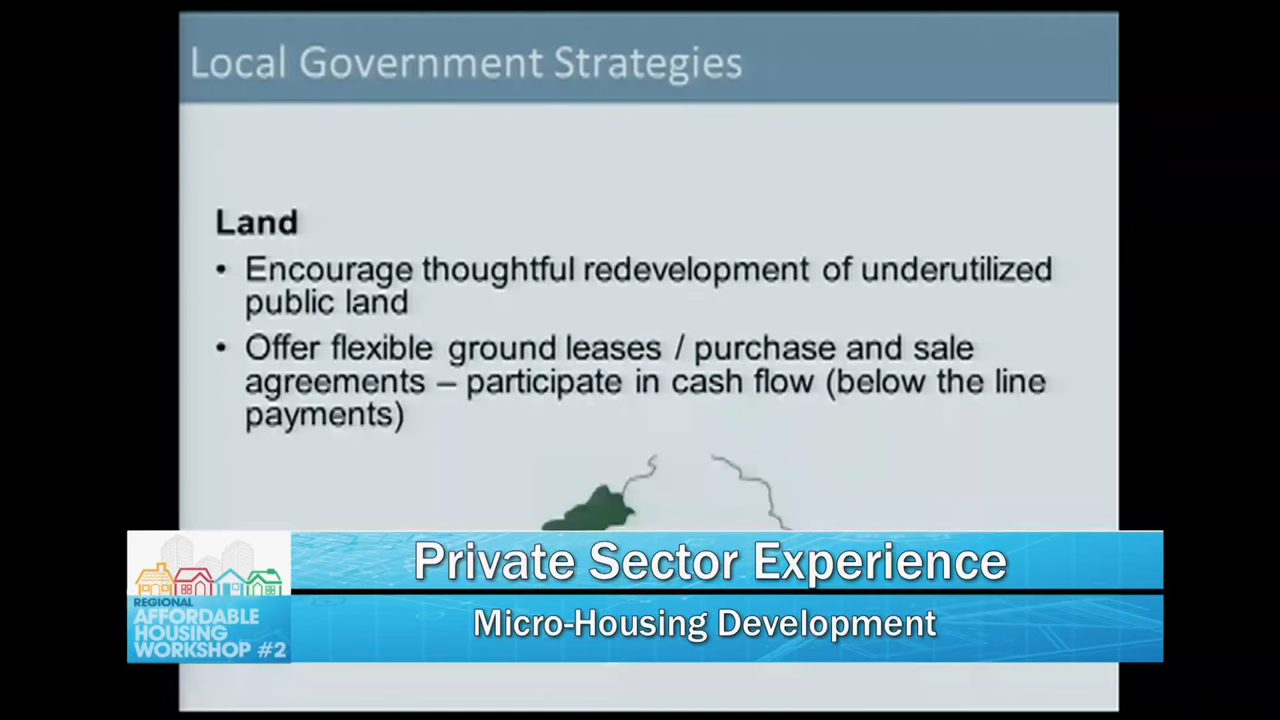 Local Government Strategies
Land
• Encourage thoughtful redevelopment of underutilized
public land
• Offer flexible ground leases / purchase and sale
agreements – participate in cash flow (below the line
payments)
Private Sector Experience
Micro-Housing Development
REGIONAL
AFFORDABLE
HOUSING
WORKSHOP #2